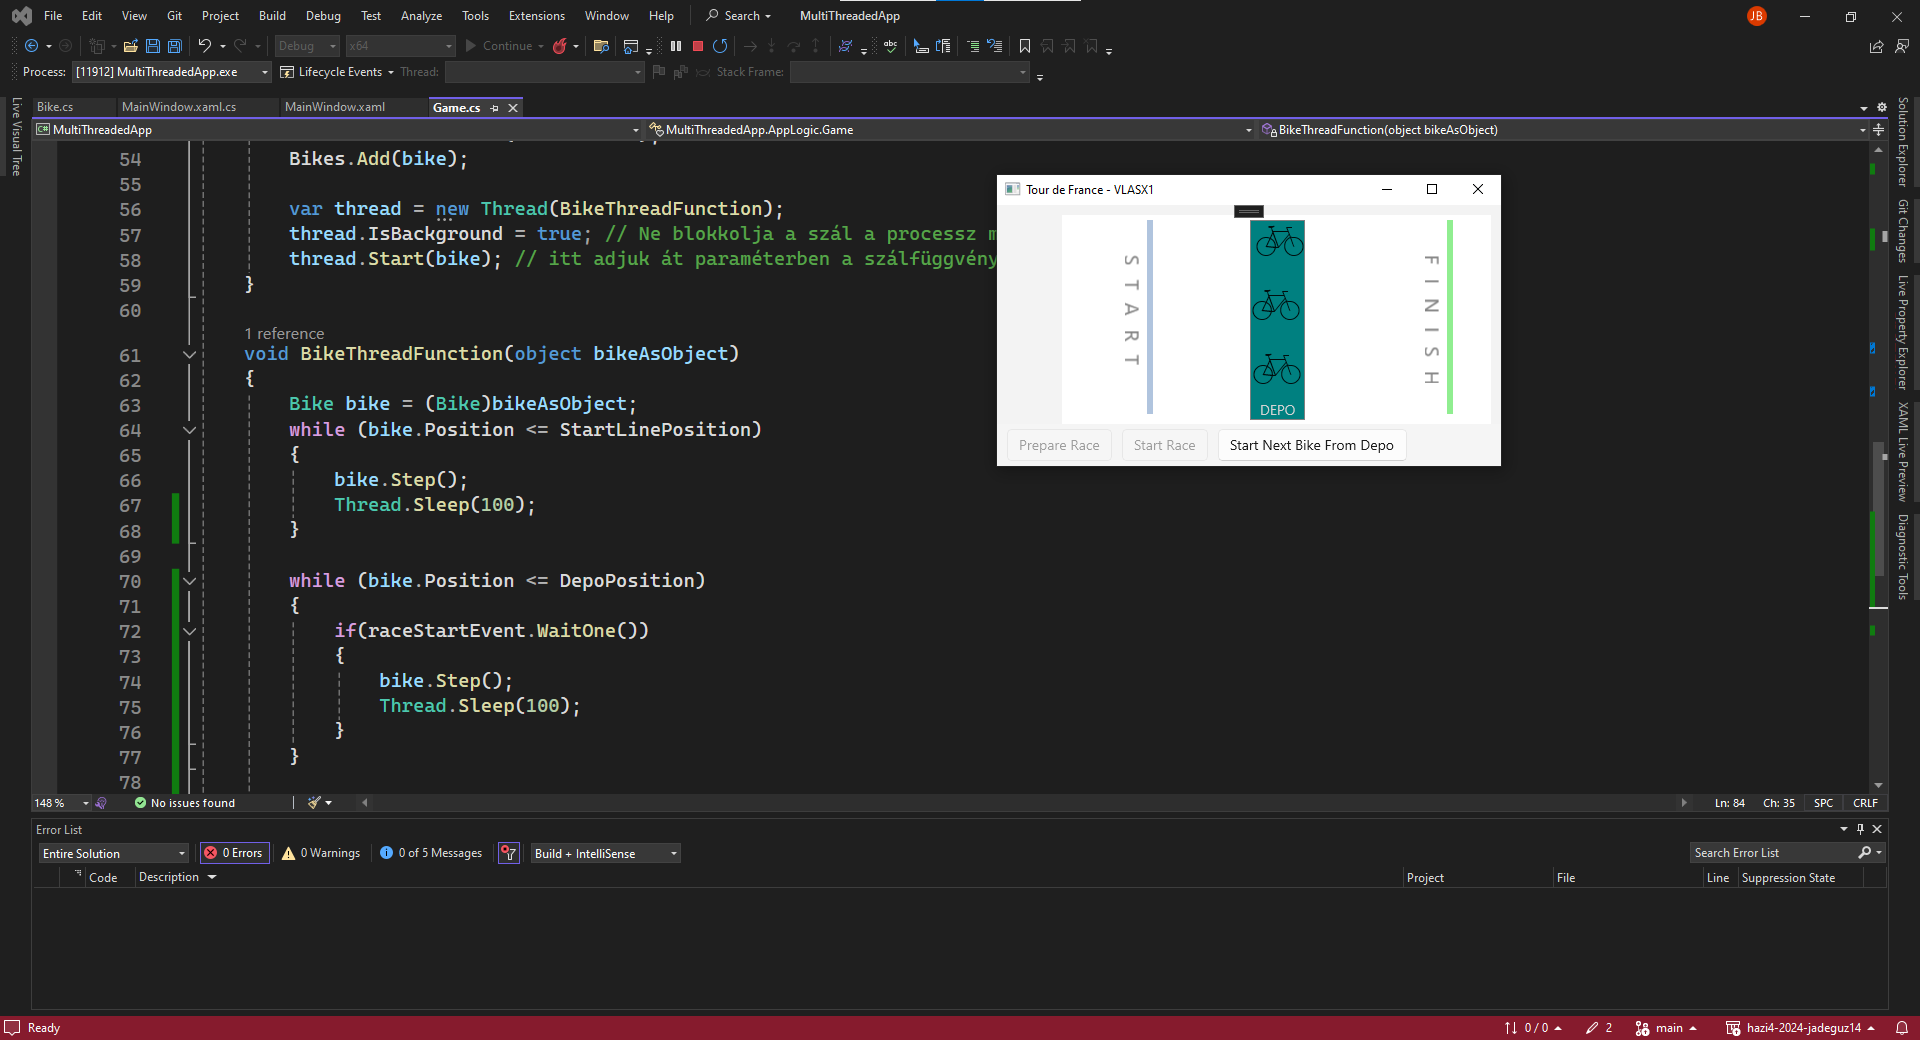 File Edit View Git Project Build Debug Test Analyze Tools Extensions Window Help Search MultiThreadedApp JB
Debug x64 Continue
Process: [11912] MultiThreadedApp.exe Lifecycle Events Thread: Stack Frame:
Bike.cs MainWindow.xaml.cs MainWindow.xaml Game.cs
MultiThreadedApp MultiThreadedApp.AppLogic.Game BikeThreadFunction(object bikeAsObject)
Live Visual Tree
54 Bikes.Add(bike);
55
56 var thread = new Thread(BikeThreadFunction);
57 thread.IsBackground = true; // Ne blokkolja a szál a processz m
58 thread.Start(bike); // itt adjuk át paraméterben a szálfüggvény
59 }
60
1 reference
61 void BikeThreadFunction(object bikeAsObject)
62 {
63 Bike bike = (Bike)bikeAsObject;
64 while (bike.Position <= StartLinePosition)
65 {
66 bike.Step();
67 Thread.Sleep(100);
68 }
69
70 while (bike.Position <= DepoPosition)
71 {
72 if(raceStartEvent.WaitOne())
73 {
74 bike.Step();
75 Thread.Sleep(100);
76 }
77 }
78
Tour de France - VLASX1
START
DEPO
FINISH
Prepare Race Start Race Start Next Bike From Depo
Solution Explorer
Git Changes
Live Property Explorer
XAML Live Preview
Diagnostic Tools
148 % No issues found Ln: 84 Ch: 35 SPC CRLF
Error List
Entire Solution 0 Errors 0 Warnings 0 of 5 Messages Build + IntelliSense Search Error List
Code Description Project File Line Suppression State
Ready 0 / 0 2 main hazi4-2024-jadeguz14